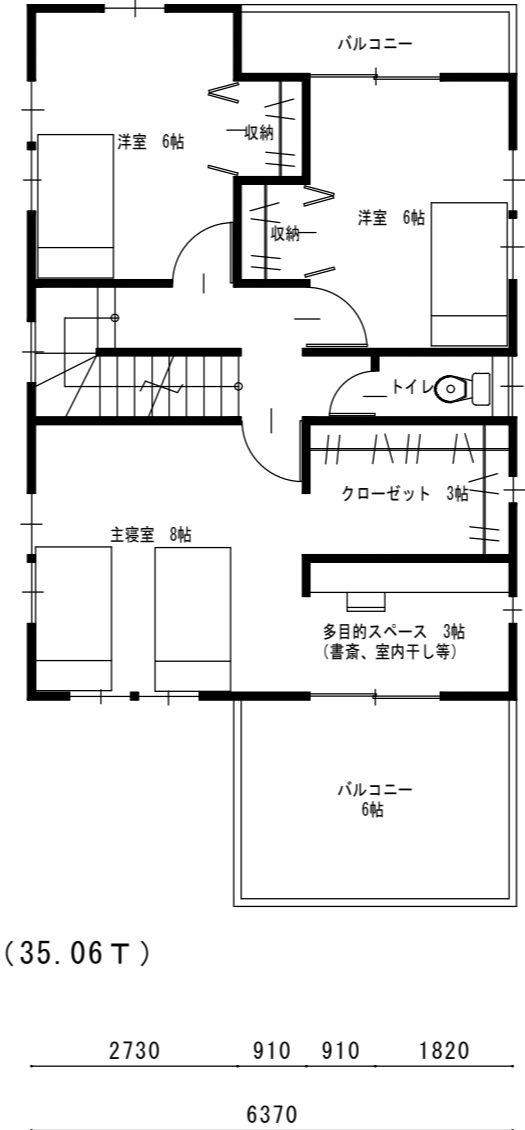 バルコニー
洋室 6帖
収納
洋室 6帖
収納
トイレ
クローゼット 3帖
主寝室 8帖
多目的スペース 3帖
(書斎、室内干し等)
バルコニー
6帖
(35.06T)
2730 910 910 1820
6370